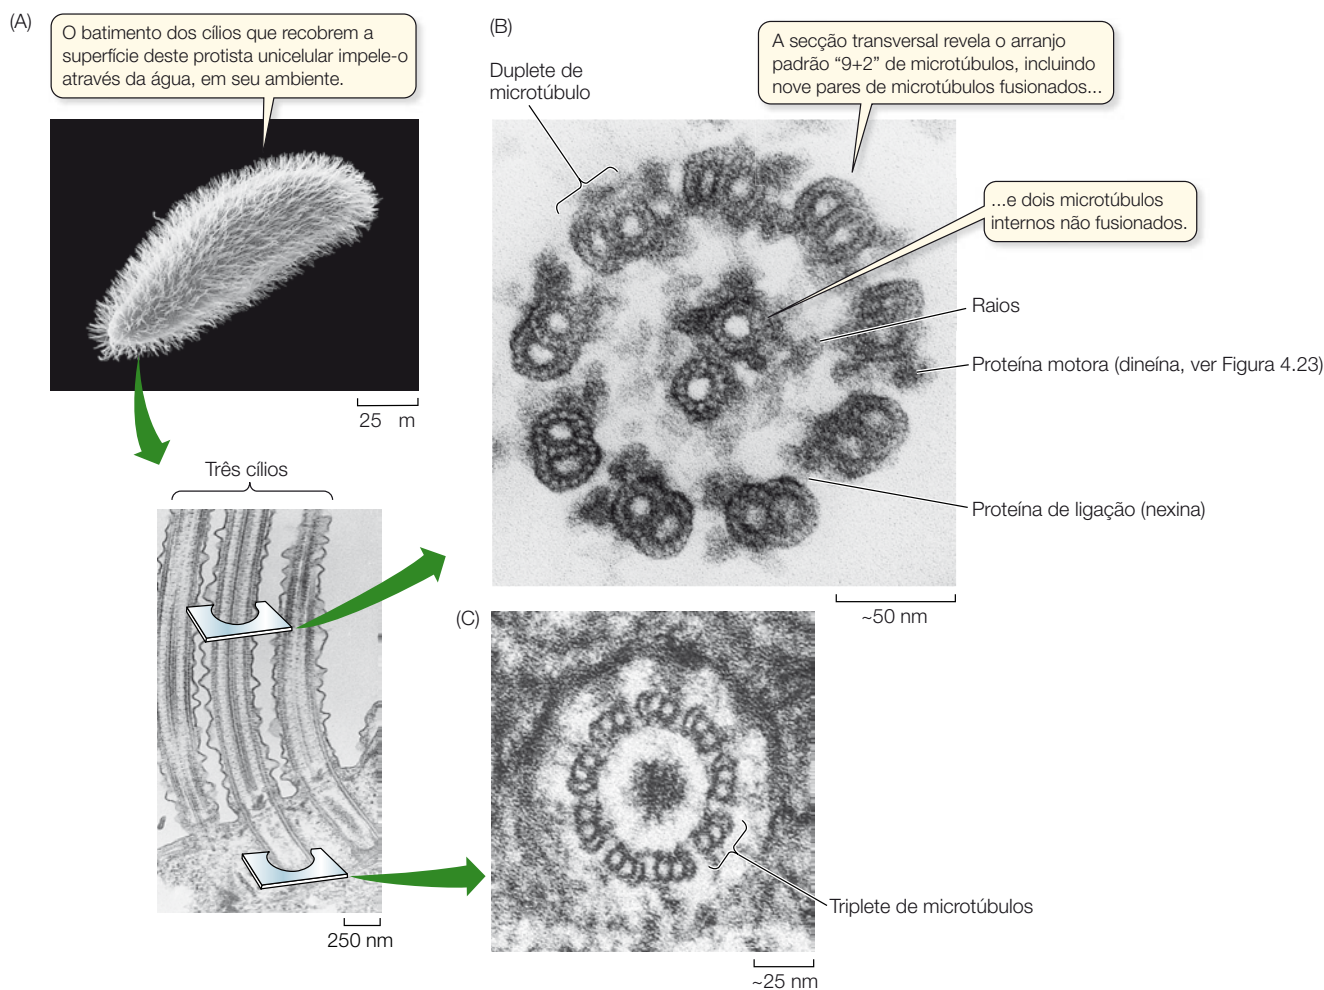 (A)
O batimento dos cílios que recobrem a
superfície deste protista unicelular impele-o
através da água, em seu ambiente.
25 m
Três cílios
250 nm
(B)
Duplete de
microtúbulo
A secção transversal revela o arranjo
padrão “9+2” de microtúbulos, incluindo
nove pares de microtúbulos fusionados...
...e dois microtúbulos
internos não fusionados.
Raios
Proteína motora (dineína, ver Figura 4.23)
Proteína de ligação (nexina)
~50 nm
(C)
Triplete de microtúbulos
~25 nm